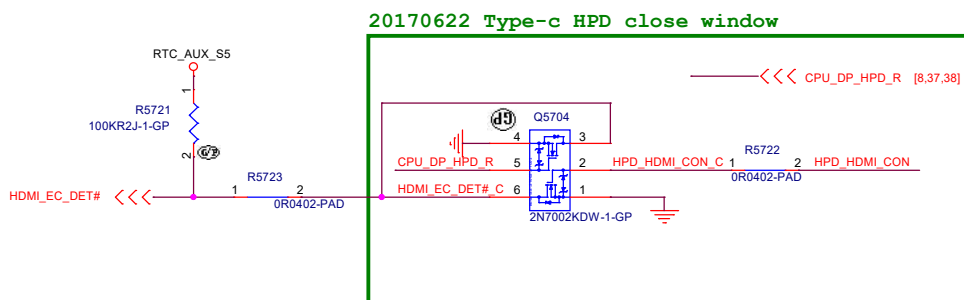 20170622 Type-c HPD close window
RTC_AUX_S5
CPU_DP_HPD_R [8,37,38]
1
R5721
100KR2J-1-GP
2
G/P
GP
Q5704
4
3
CPU_DP_HPD_R
5
2
HPD_HDMI_CON_C
1
R5722
2
HPD_HDMI_CON
0R0402-PAD
HDMI_EC_DET#
1
R5723
2
0R0402-PAD
HDMI_EC_DET#_C
6
1
2N7002KDW-1-GP